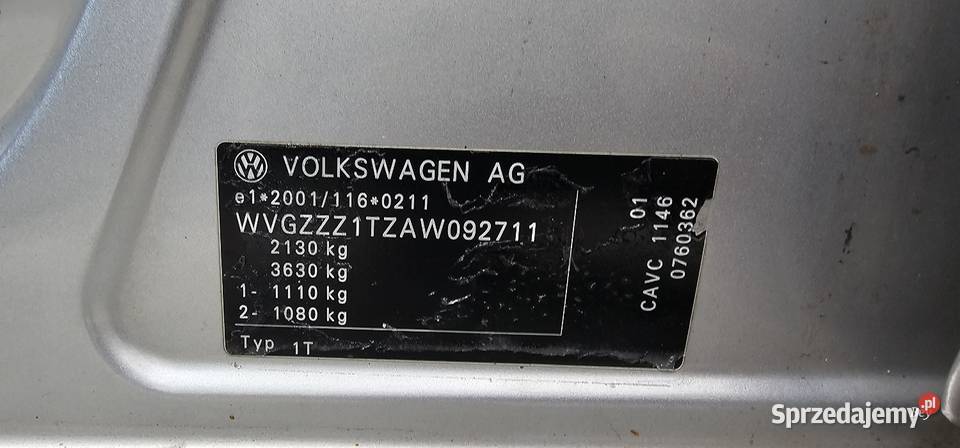 VOLKSWAGEN AG
e1*2001/116*0211
WVGZZZ1TZAW092711
2130 kg
3630 kg
1- 1110 kg
2- 1080 kg
Typ 1T
01
CAVC 1146
0760362
Sprzedajemy.pl